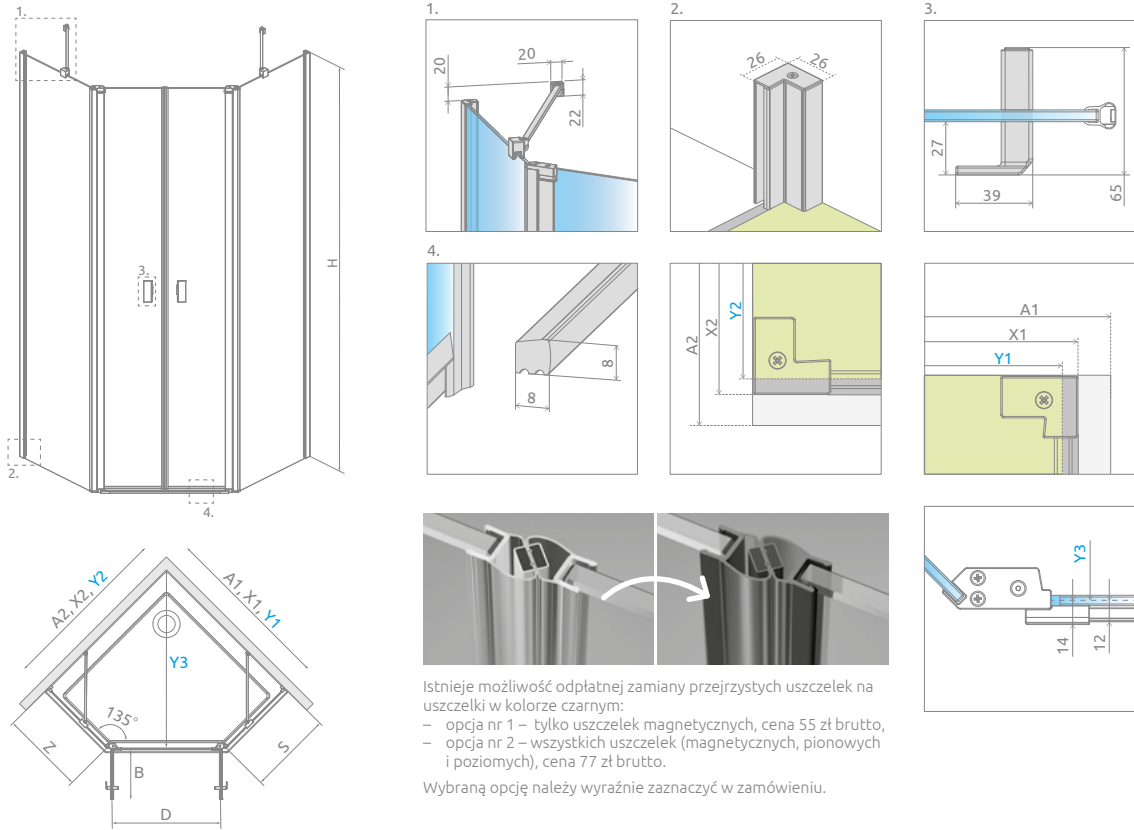 1.
3.
H
2.
4.
A2, X2, Y2
A1, X1, Y1
Y3
135°
Z
S
B
D
1.
20
20
22
2.
26
26
3.
27
39
65
4.
8
8
A2
X2
Y2
A1
X1
Y1
Y3
14
12
Istnieje możliwość odpłatnej zamiany przejrzystych uszczelek na
uszczelki w kolorze czarnym:
– opcja nr 1 – tylko uszczelek magnetycznych, cena 55 zł brutto,
– opcja nr 2 – wszystkich uszczelek (magnetycznych, pionowych
i poziomych), cena 77 zł brutto.
Wybraną opcję należy wyraźnie zaznaczyć w zamówieniu.